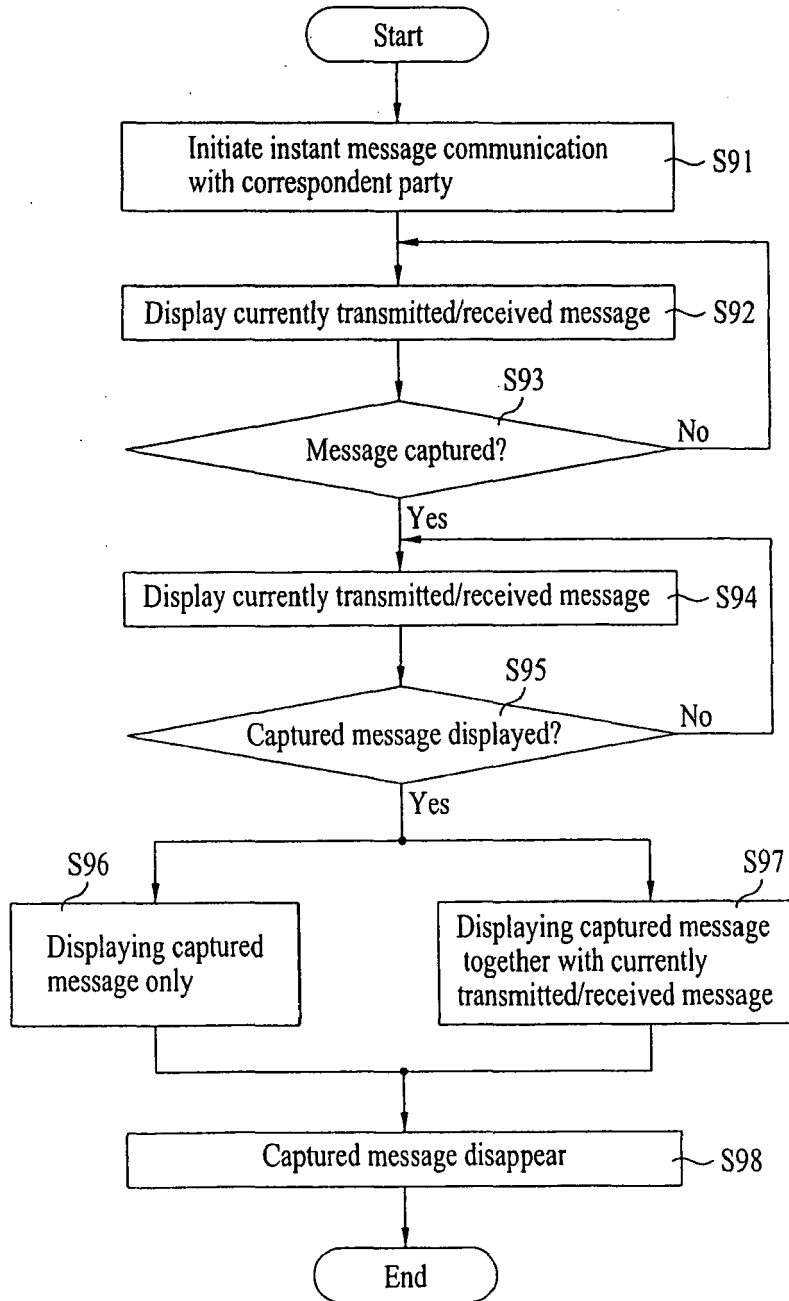 Start
Initiate instant message communication
with correspondent party
S91
Display currently transmitted/received message
S92
S93
Message captured?
No
Yes
Display currently transmitted/received message
S94
S95
Captured message displayed?
No
Yes
S96
Displaying captured
message only
S97
Displaying captured message
together with currently
transmitted/received message
Captured message disappear
S98
End